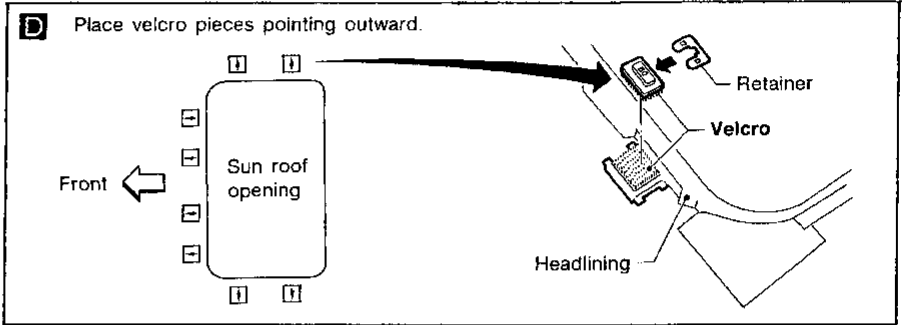 D Place velcro pieces pointing outward.
Retainer
Velcro
Sun roof
opening
Front
Headlining